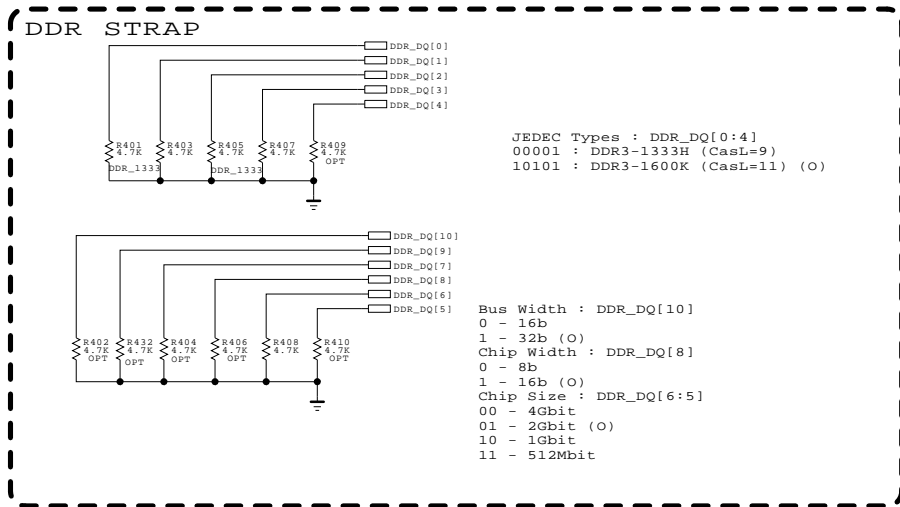 DDR STRAP
DDR_DQ[0]
DDR_DQ[1]
DDR_DQ[2]
DDR_DQ[3]
DDR_DQ[4]
R401 R403 R405 R407 R409
4.7K 4.7K 4.7K 4.7K 4.7K
OPT
DDR_1333 DDR_1333
JEDEC Types : DDR_DQ[0:4]
00001 : DDR3-1333H (CasL=9)
10101 : DDR3-1600K (CasL=11) (O)
DDR_DQ[10]
DDR_DQ[9]
DDR_DQ[7]
DDR_DQ[8]
DDR_DQ[6]
DDR_DQ[5]
R402 R432 R404 R406 R408 R410
4.7K 4.7K 4.7K 4.7K 4.7K 4.7K
OPT OPT OPT OPT OPT
Bus Width : DDR_DQ[10]
0 - 16b
1 - 32b (O)
Chip Width : DDR_DQ[8]
0 - 8b
1 - 16b (O)
Chip Size : DDR_DQ[6:5]
00 - 4Gbit
01 - 2Gbit (O)
10 - 1Gbit
11 - 512Mbit